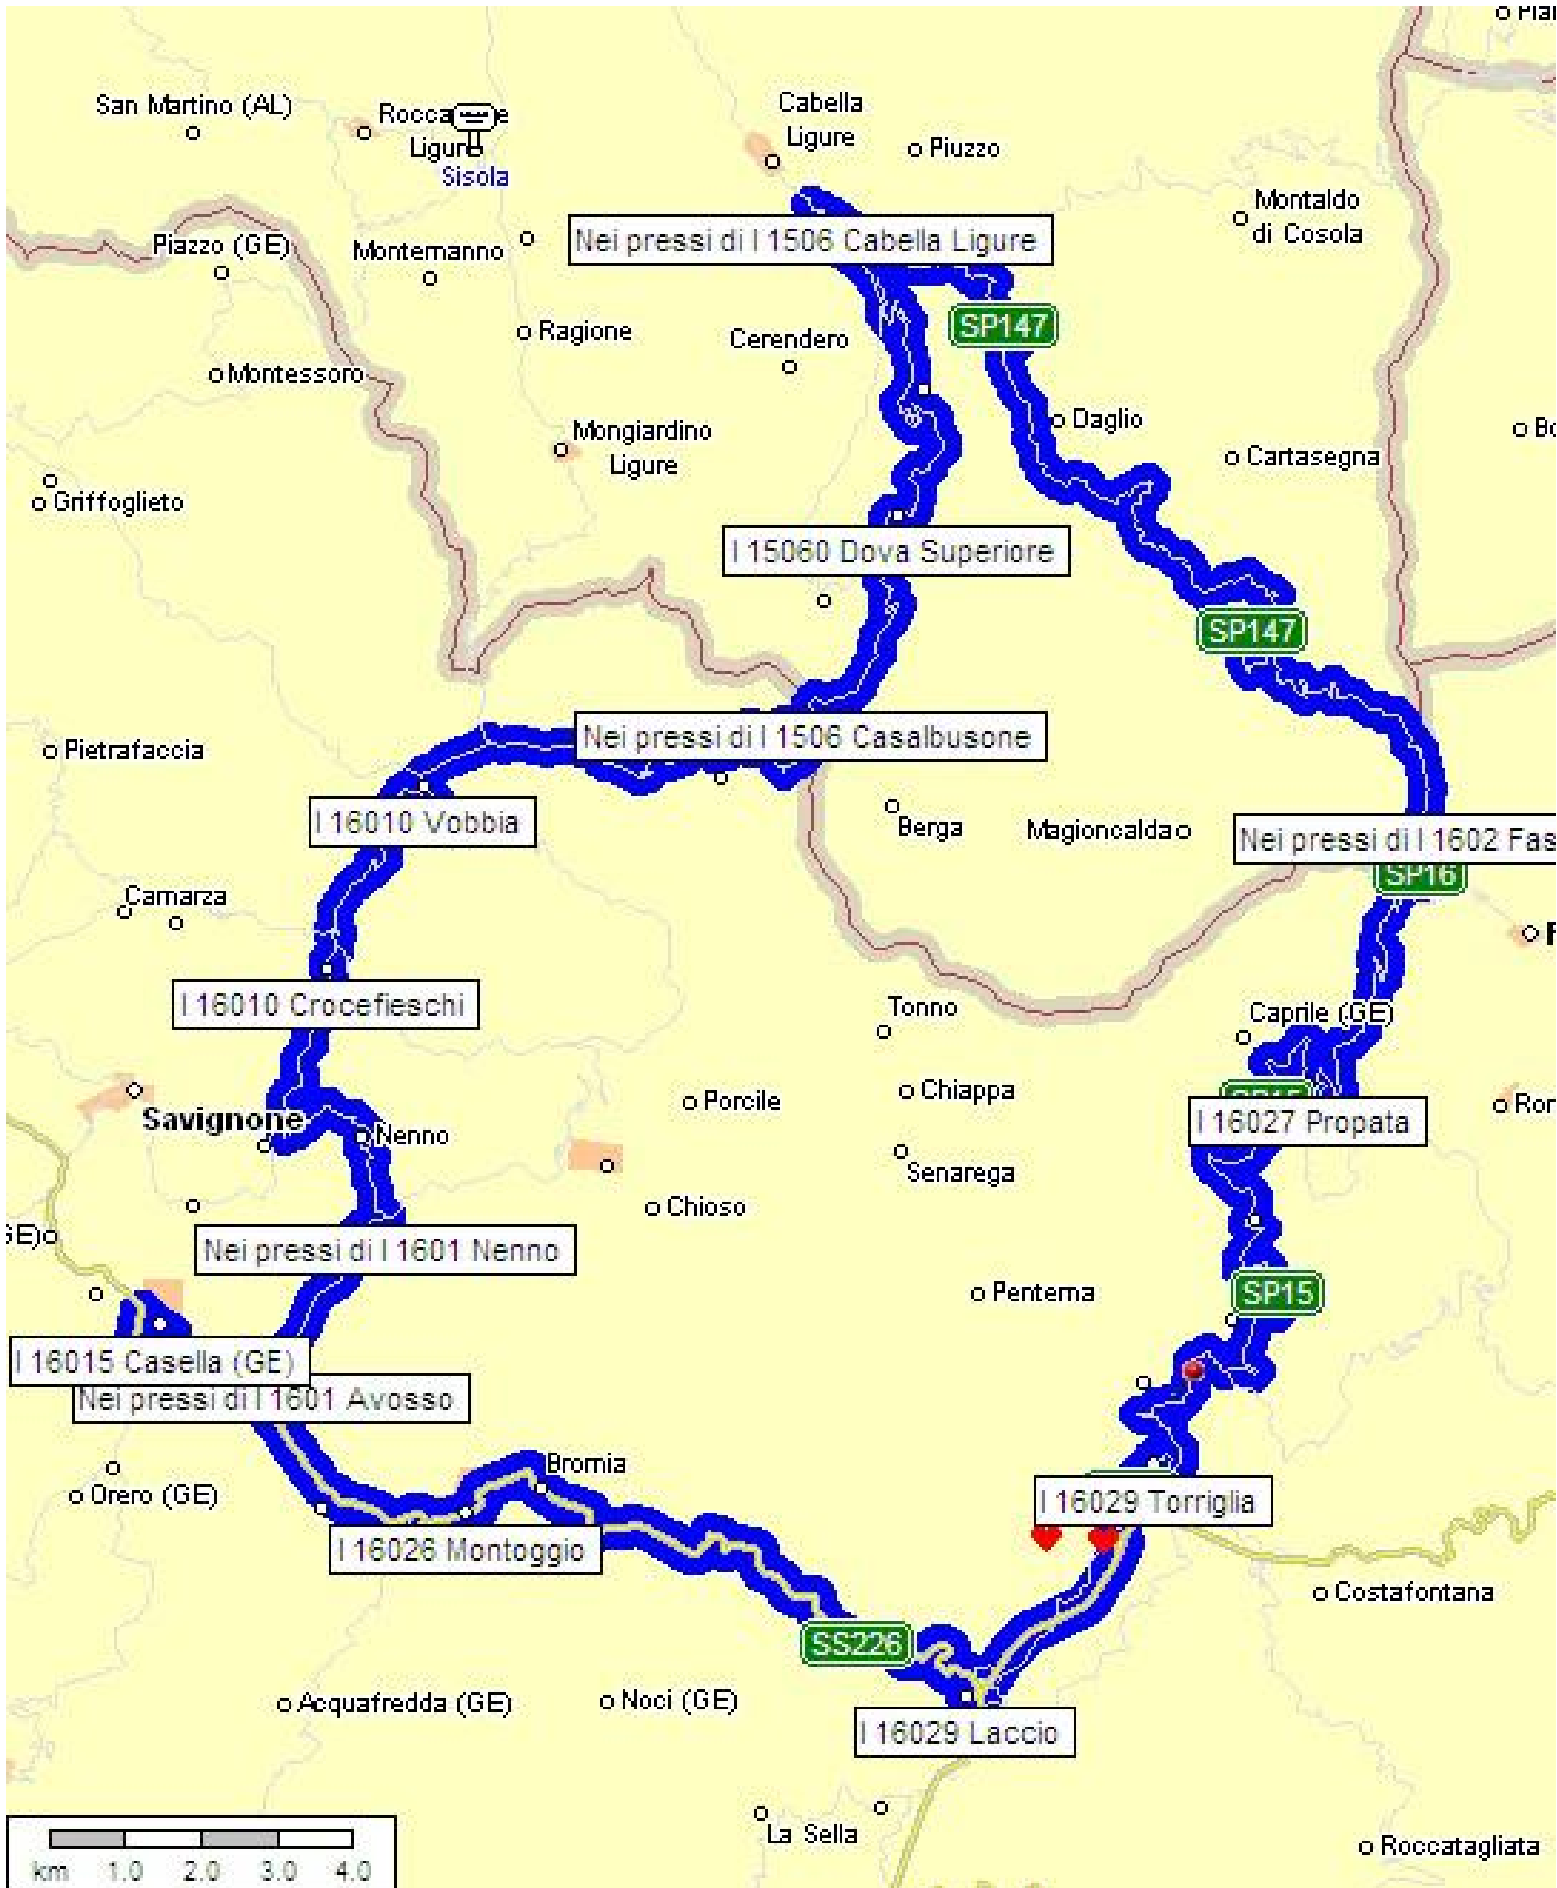 Piai
San Martino (AL)
Cabella
Ligure
Piuzzo
Ligure
Sisola
Montaldo
di Cosola
Piazzo (GE)
Montemanno
Nei pressi di I 1506 Cabella Ligure
SP147
Ragione
Cerendero
Montessoro
Daglio
Mongiardino
Ligure
Cartasegna
Griffoglieto
I 15060 Dova Superiore
SP147
Pietrafaccia
Nei pressi di I 1506 Casalbusone
I 16010 Vobbia
Berga
Magioncalda
Nei pressi di I 1602 Fas
SP16
Camarza
I 16010 Crocefieschi
Tonno
Caprile (GE)
Chiappa
Porcile
Savignone
Nenno
I 16027 Propata
Ron
Senarega
Chioso
GE)
Nei pressi di I 1601 Nenno
Penterna
SP15
I 16015 Casella (GE)
Nei pressi di I 1601 Avosso
Bromia
Orero (GE)
I 16029 Torriglia
I 16026 Montoggio
Costafontana
SS226
Acquafredda (GE)
Noci (GE)
I 16029 Laccio
La Sella
Roccatagliata
km 1.0 2.0 3.0 4.0